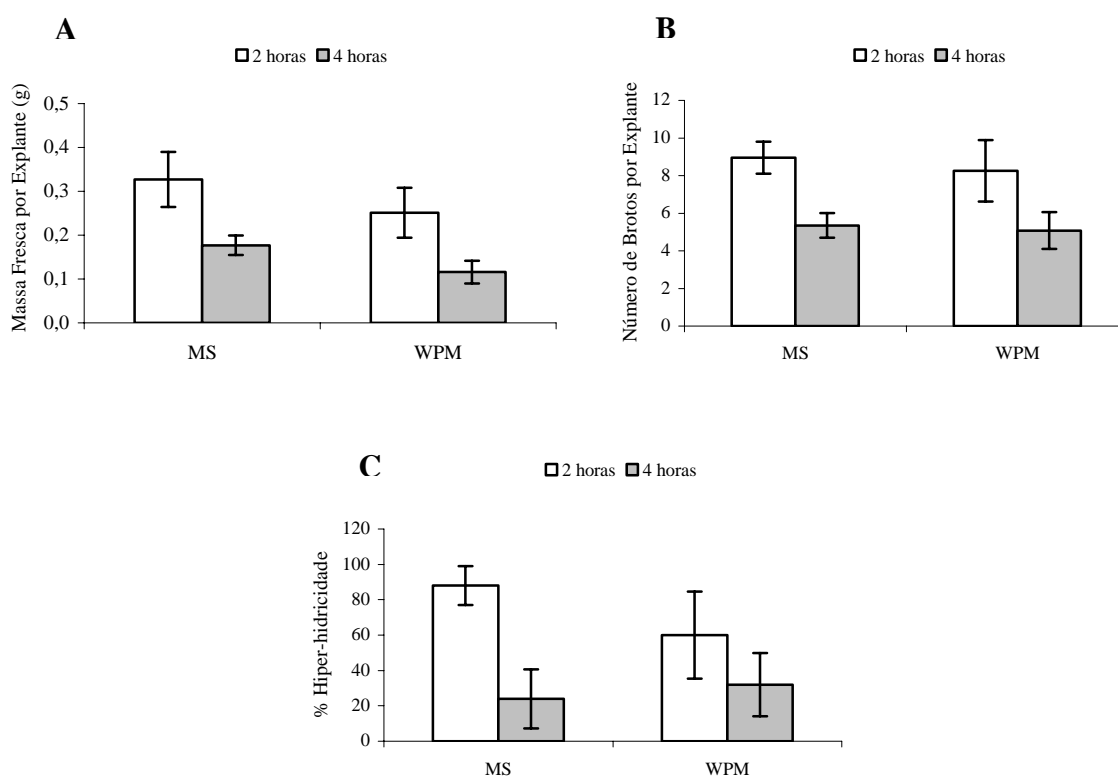 A
2 horas 4 horas
Massa Fresca por Explante (g)
0,5
0,4
0,3
0,2
0,1
0,0
MS WPM
B
2 horas 4 horas
Número de Brotos por Explante
12
10
8
6
4
2
0
MS WPM
C
2 horas 4 horas
% Hiper-hidricidade
120
100
80
60
40
20
0
MS WPM